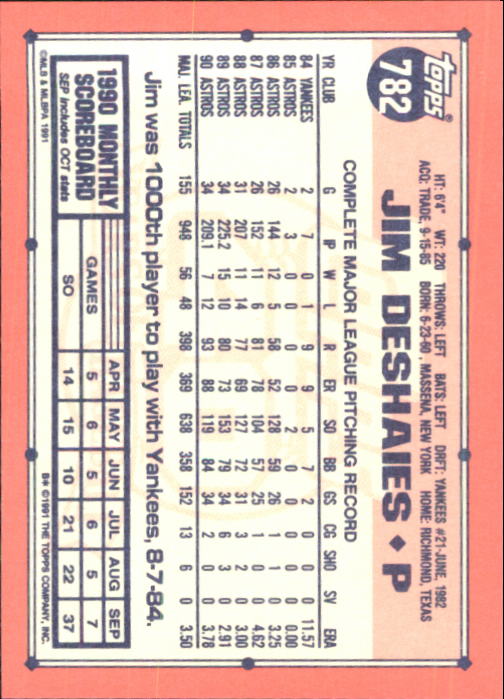 TOPPS®
782
HT: 6'4" WT: 220 THROWS: LEFT BATS: LEFT DRFT: YANKEES #21-JUNE, 1982
ACQ: TRADE, 9-15-85 BORN: 6-23-60, MASSENA, NEW YORK HOME: RICHMOND, TEXAS
JIM DESHAIES ♦ P
COMPLETE MAJOR LEAGUE PITCHING RECORD
YR CLUB G IP W L R ER SO BB GS CG SHO SV ERA
84 YANKEES 2 7 0 1 9 9 5 7 2 0 0 0 11.57
85 ASTROS 2 3 0 0 0 0 2 0 0 0 0 0 0.00
86 ASTROS 26 144 12 5 58 52 128 59 26 1 1 0 3.25
87 ASTROS 26 152 11 6 81 78 104 57 25 1 0 0 4.62
88 ASTROS 31 207 11 14 77 69 127 72 31 3 2 0 3.00
89 ASTROS 34 225.2 15 10 80 73 153 79 34 6 3 0 2.91
90 ASTROS 34 209.1 7 12 93 88 119 84 34 2 0 0 3.78
MAJ. LEA. TOTALS 155 948 56 48 398 369 638 358 152 13 6 0 3.50
Jim was 1000th player to play with Yankees, 8-7-84.
1990 MONTHLY
SCOREBOARD
SEP includes OCT stats
APR MAY JUN JUL AUG SEP
GAMES 5 6 5 6 5 7
SO 14 15 10 21 22 37
©MLB & MLBPA 1991
B* ©1991 THE TOPPS COMPANY, INC.